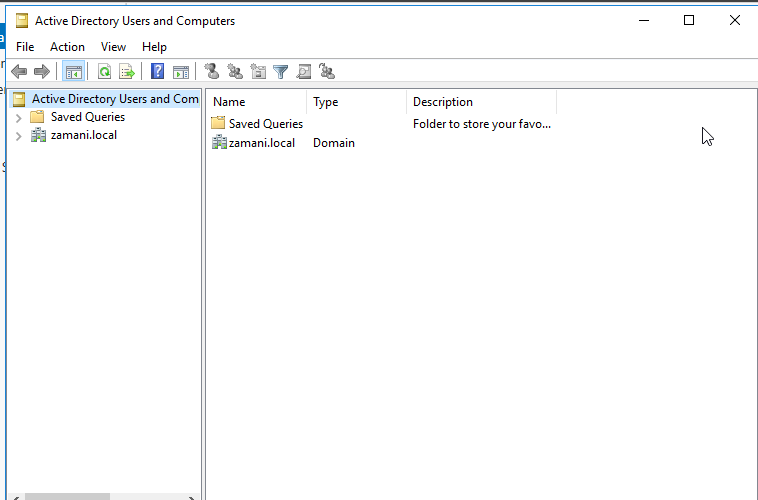 Active Directory Users and Computers
File Action View Help
Active Directory Users and Com
Saved Queries
zamani.local
Name Type Description
Saved Queries Folder to store your favo...
zamani.local Domain